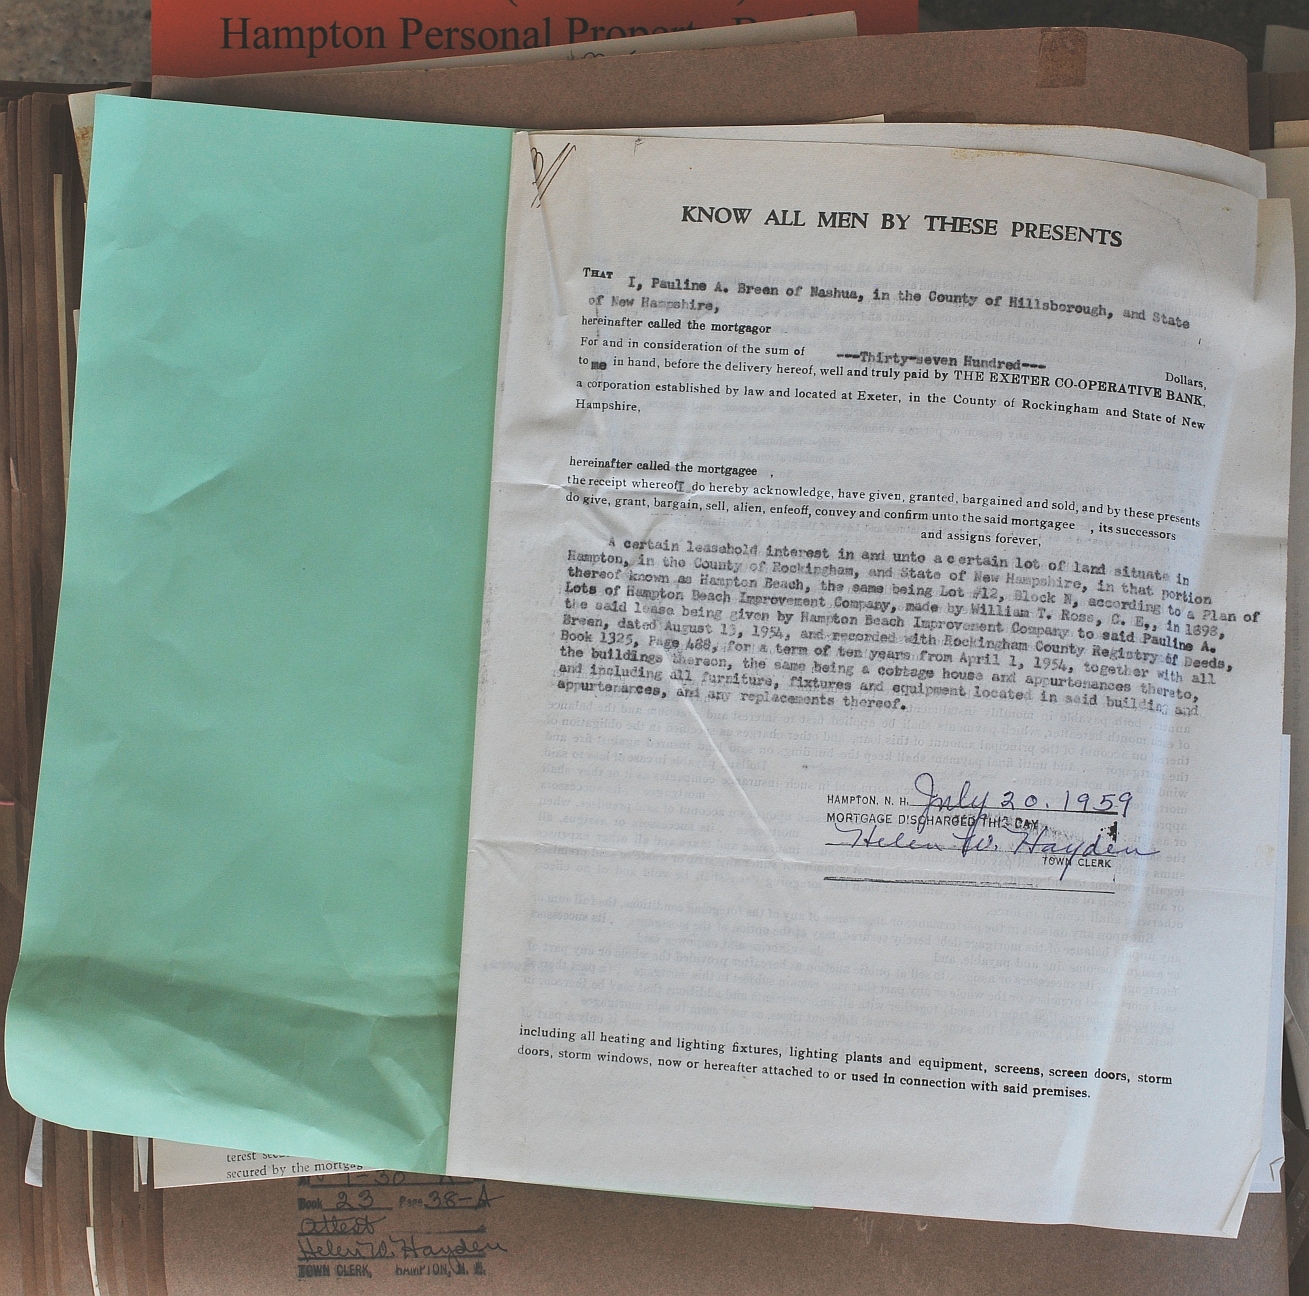 Hampton Personal Property
KNOW ALL MEN BY THESE PRESENTS
THAT I, Pauline A. Breen of Nashua, in the County of Hillsborough, and State
of New Hampshire,
hereinafter called the mortgagor
For and in consideration of the sum of ---Thirty-seven Hundred--- Dollars,
to me in hand, before the delivery hereof, well and truly paid by THE EXETER CO-OPERATIVE BANK,
a corporation established by law and located at Exeter, in the County of Rockingham and State of New
Hampshire,
hereinafter called the mortgagee ,
the receipt whereof I do hereby acknowledge, have given, granted, bargained and sold, and by these presents
do give, grant, bargain, sell, alien, enfeoff, convey and confirm unto the said mortgagee , its successors
and assigns forever,
A certain leasehold interest in and unto a certain lot of land situate in
Hampton, in the County of Rockingham, and State of New Hampshire, in that portion
thereof known as Hampton Beach, the same being Lot #12, Block N, according to a Plan of
Lots of Hampton Beach Improvement Company, made by William T. Ross, C. E., in 1898,
the said lease being given by Hampton Beach Improvement Company to said Pauline A.
Breen, dated August 13, 1954, and recorded with Rockingham County Registry of Deeds,
Book 1325, Page 488, for a term of ten years from April 1, 1954, together with all
the buildings thereon, the same being a cottage house and appurtenances thereto,
and including all furniture, fixtures and equipment located in said building and
appurtenances, and any replacements thereof.
HAMPTON, N. H. July 20. 1959
MORTGAGE DISCHARGED THIS DAY
Helen W. Hayden
TOWN CLERK
including all heating and lighting fixtures, lighting plants and equipment, screens, screen doors, storm
doors, storm windows, now or hereafter attached to or used in connection with said premises.
secured by the
Book 23 Page 38-A
attest
Helen W. Hayden
TOWN CLERK, HAMPTON, N. H.